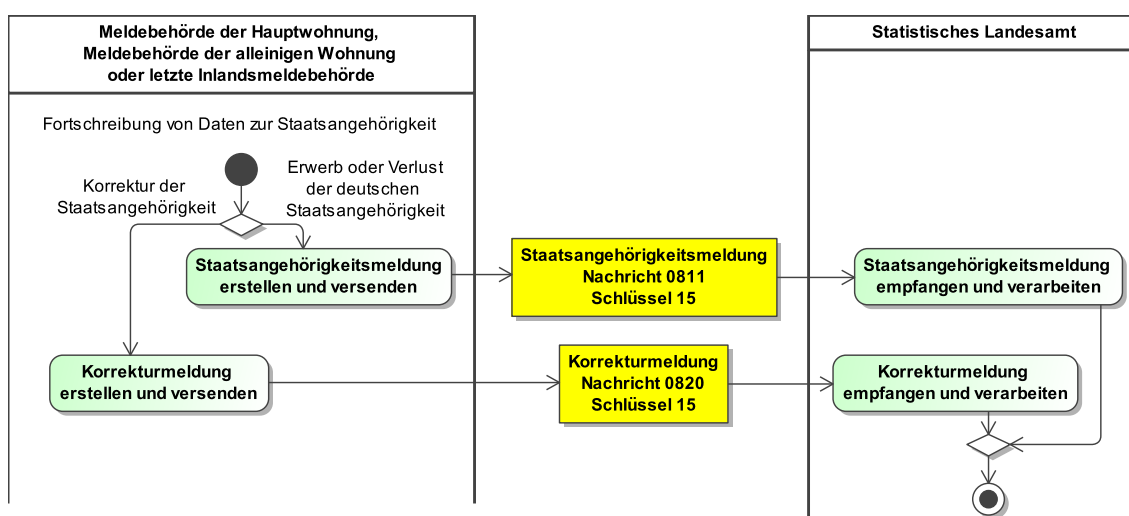 Meldebehörde der Hauptwohnung,
Meldebehörde der alleinigen Wohnung
oder letzte Inlandsmeldebehörde
Statistisches Landesamt
Fortschreibung von Daten zur Staatsangehörigkeit
Korrektur der
Staatsangehörigkeit
Erwerb oder Verlust
der deutschen
Staatsangehörigkeit
Staatsangehörigkeitsmeldung
erstellen und versenden
Staatsangehörigkeitsmeldung
Nachricht 0811
Schlüssel 15
Staatsangehörigkeitsmeldung
empfangen und verarbeiten
Korrekturmeldung
erstellen und versenden
Korrekturmeldung
Nachricht 0820
Schlüssel 15
Korrekturmeldung
empfangen und verarbeiten